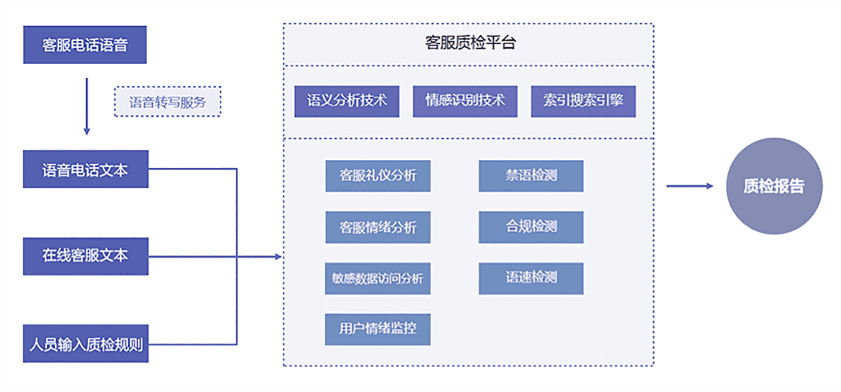 客服电话语音
语音转写服务
语音电话文本
在线客服文本
人员输入质检规则
客服质检平台
语义分析技术
情感识别技术
索引搜索引擎
客服礼仪分析
禁语检测
客服情绪分析
合规检测
敏感数据访问分析
语速检测
用户情绪监控
质检报告